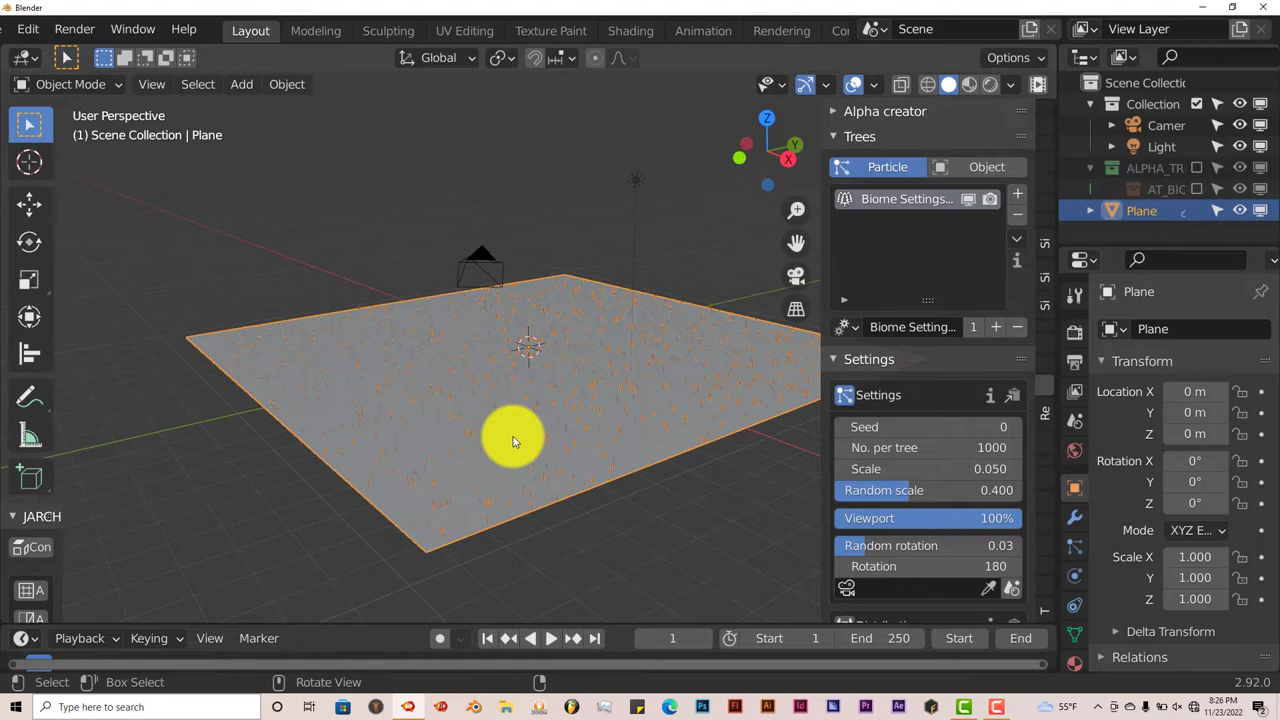 Blender
Edit Render Window Help Layout Modeling Sculpting UV Editing Texture Paint Shading Animation Rendering Co Scene
Global Options
Object Mode View Select Add Object
User Perspective
(1) Scene Collection | Plane
Z
Y
X
Alpha creator
Trees
Particle Object
Biome Settings...
Biome Setting... 1
Settings
Settings
Seed 0
No. per tree 1000
Scale 0.050
Random scale 0.400
Viewport 100%
Random rotation 0.03
Rotation 180
Si
Si
Si
Re
T
Scene Collectic
Collection
Camer
Light
ALPHA_TR
AT_BIC
Plane
Plane
Plane
Transform
Location X 0 m
Y 0 m
Z 0 m
Rotation X 0°
Y 0°
Z 0°
Mode XYZ E...
Scale X 1.000
Y 1.000
Z 1.000
Delta Transform
Relations
JARCH
Con
A
A
Playback Keying View Marker 1 Start 1 End 250 Start End
Select Box Select Rotate View 2.92.0
Type here to search
55°F
8:26 PM
11/23/2022